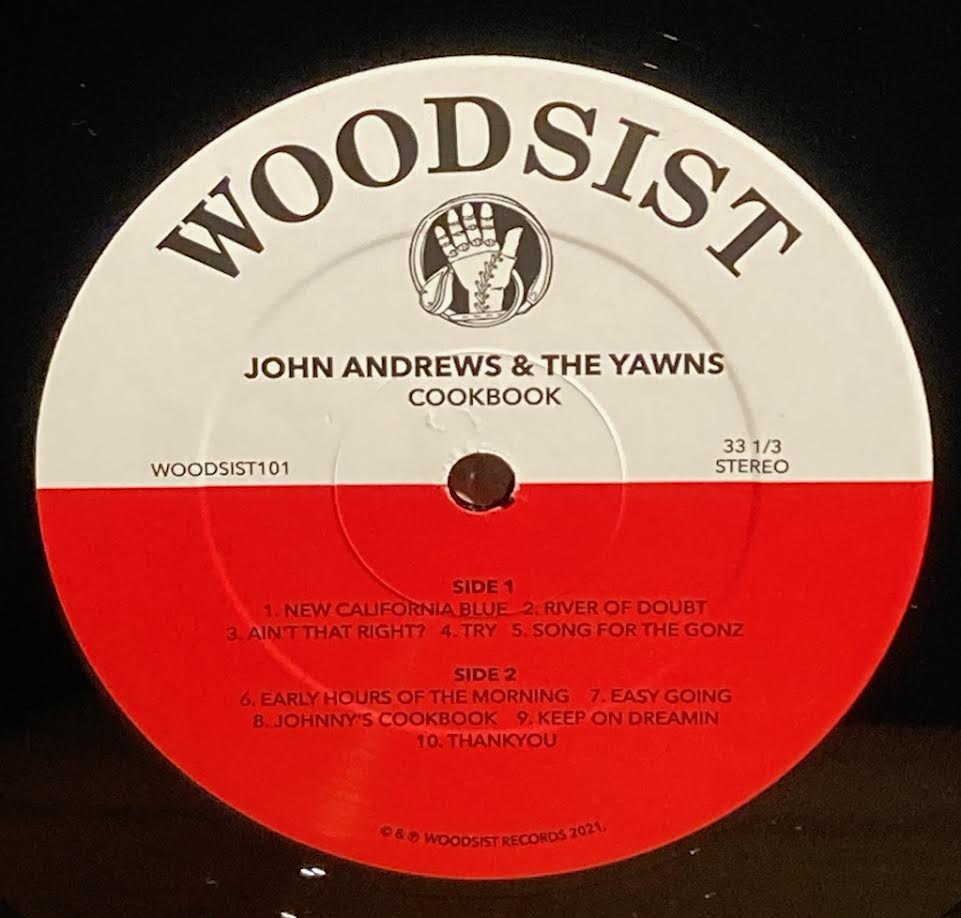 WOODSIST
JOHN ANDREWS & THE YAWNS
COOKBOOK
WOODSIST101
33 1/3
STEREO
SIDE 1
1. NEW CALIFORNIA BLUE 2. RIVER OF DOUBT
3. AIN'T THAT RIGHT? 4. TRY 5. SONG FOR THE GONZ
SIDE 2
6. EARLY HOURS OF THE MORNING 7. EASY GOING
8. JOHNNY'S COOKBOOK 9. KEEP ON DREAMIN
10. THANKYOU
© & ℗ WOODSIST RECORDS 2021.